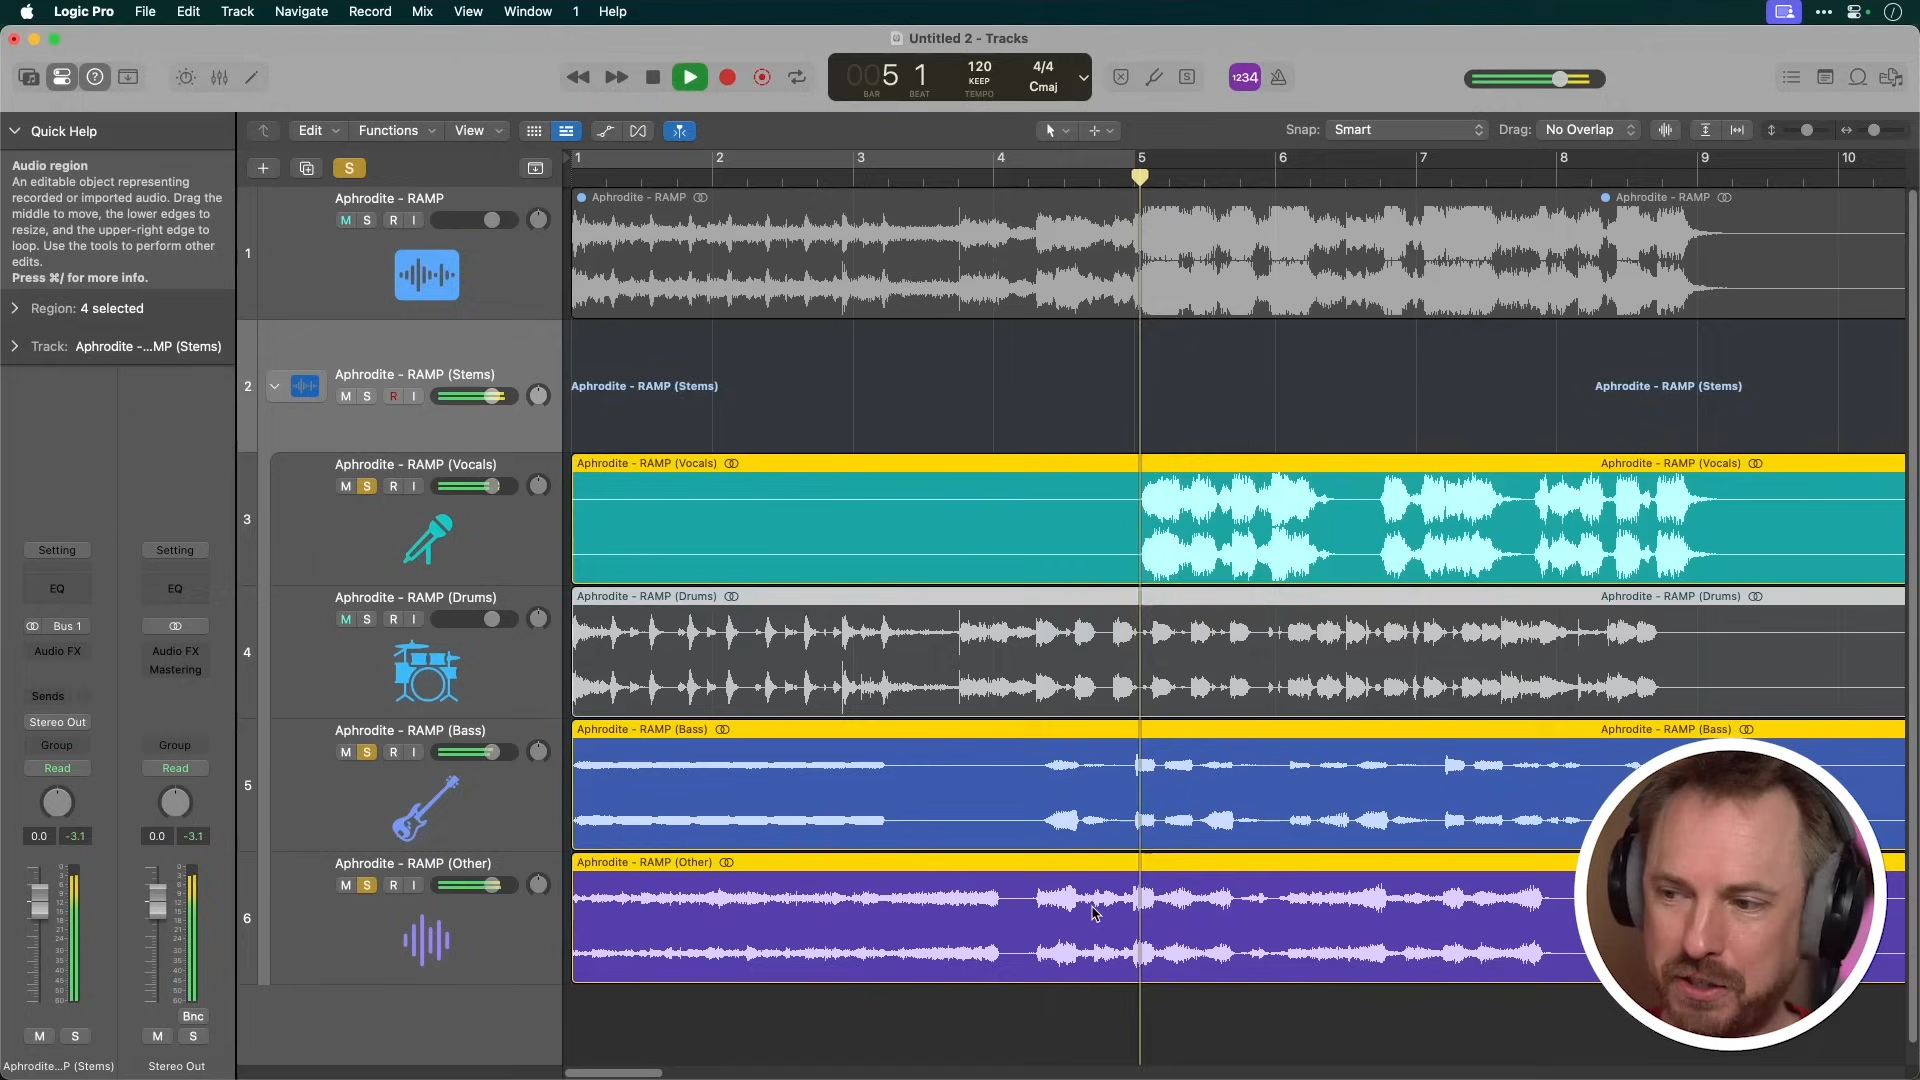 Logic Pro File Edit Track Navigate Record Mix View Window 1 Help
Untitled 2 - Tracks
005 1 120 4/4
KEEP Cmaj
BAR BEAT TEMPO
1234
Quick Help
Edit Functions View
Snap: Smart Drag: No Overlap
Audio region
An editable object representing
recorded or imported audio. Drag the
middle to move, the lower edges to
resize, and the upper-right edge to
loop. Use the tools to perform other
edits.
Press ⌘/ for more info.
Region: 4 selected
Track: Aphrodite -...MP (Stems)
S
1 2 3 4 5 6 7 8 9 10
Aphrodite - RAMP
M S R I
1
Aphrodite - RAMP Aphrodite - RAMP
Aphrodite - RAMP (Stems)
2
M S R I
Aphrodite - RAMP (Stems) Aphrodite - RAMP (Stems)
Aphrodite - RAMP (Vocals)
M S R I
3
Aphrodite - RAMP (Vocals) Aphrodite - RAMP (Vocals)
Aphrodite - RAMP (Drums)
M S R I
4
Aphrodite - RAMP (Drums) Aphrodite - RAMP (Drums)
Aphrodite - RAMP (Bass)
M S R I
5
Aphrodite - RAMP (Bass) Aphrodite - RAMP (Bass)
Aphrodite - RAMP (Other)
M S R I
6
Aphrodite - RAMP (Other)
Setting Setting
EQ EQ
Bus 1
Audio FX Audio FX
Mastering
Sends
Stereo Out
Group Group
Read Read
0.0 -3.1 0.0 -3.1
Bnc
M S M S
Aphrodite...P (Stems) Stereo Out